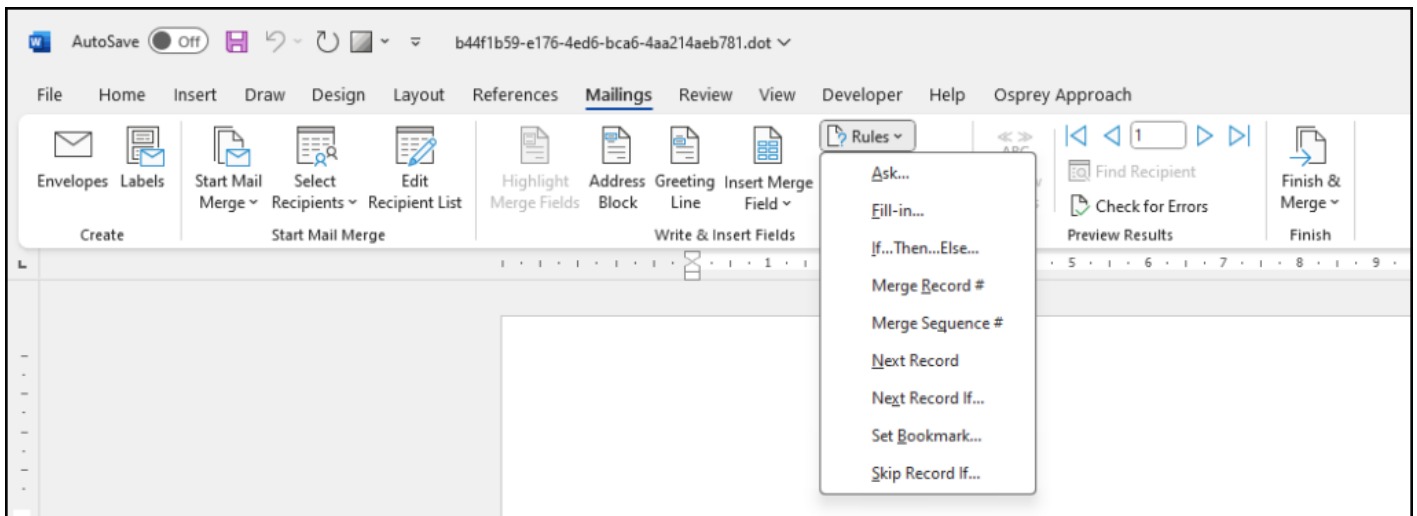 AutoSave Off b44f1b59-e176-4ed6-bca6-4aa214aeb781.dot
File Home Insert Draw Design Layout References Mailings Review View Developer Help Osprey Approach
Envelopes
Labels
Start Mail
Merge
Select
Recipients
Edit
Recipient List
Highlight
Merge Fields
Address
Block
Greeting
Line
Insert Merge
Field
Rules
Ask...
Fill-in...
If...Then...Else...
Merge Record #
Merge Sequence #
Next Record
Next Record If...
Set Bookmark...
Skip Record If...
ABC
1
Find Recipient
Check for Errors
Finish &
Merge
Create Start Mail Merge Write & Insert Fields Preview Results Finish
1 5 6 7 8 9